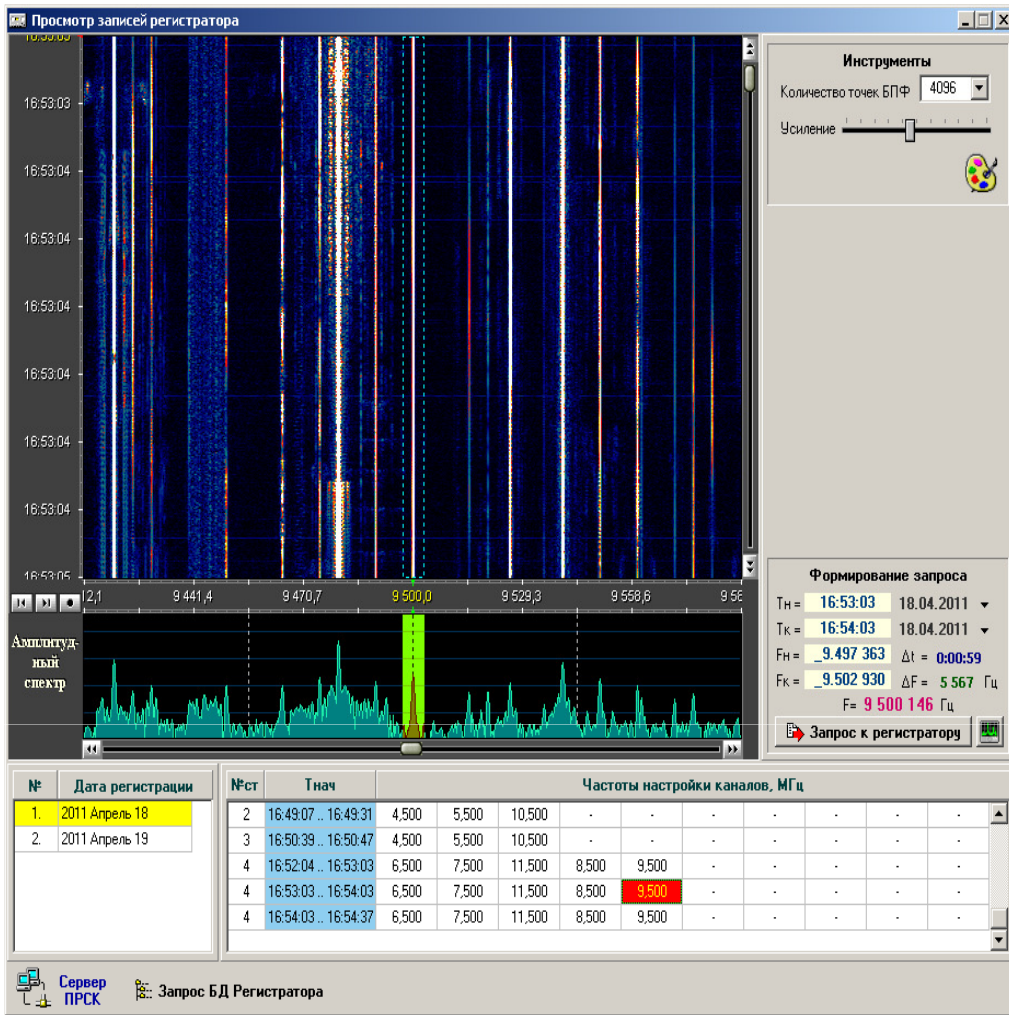 Просмотр записей регистратора
16:53:03
16:53:04
16:53:04
16:53:04
16:53:04
16:53:04
16:53:04
16:53:05
12,1 9 441,4 9 470,7 9 500,0 9 529,3 9 558,6 9 58
Амплитуд-
ный
спектр
Инструменты
Количество точек БПФ 4096
Усиление
Формирование запроса
Tн = 16:53:03 18.04.2011
Tк = 16:54:03 18.04.2011
Fн = _9.497 363 Δt = 0:00:59
Fк = _9.502 930 ΔF = 5 567 Гц
F= 9 500 146 Гц
Запрос к регистратору
№ Дата регистрации
1. 2011 Апрель 18
2. 2011 Апрель 19
№ст Tнач Частоты настройки каналов, МГц
2 16:49:07 .. 16:49:31 4,500 5,500 10,500 - - - - - - -
3 16:50:39 .. 16:50:47 4,500 5,500 10,500 - - - - - - -
4 16:52:04 .. 16:53:03 6,500 7,500 11,500 8,500 9,500 - - - - -
4 16:53:03 .. 16:54:03 6,500 7,500 11,500 8,500 9,500 - - - - -
4 16:54:03 .. 16:54:37 6,500 7,500 11,500 8,500 9,500 - - - - -
Сервер
ПРСК
Запрос БД Регистратора